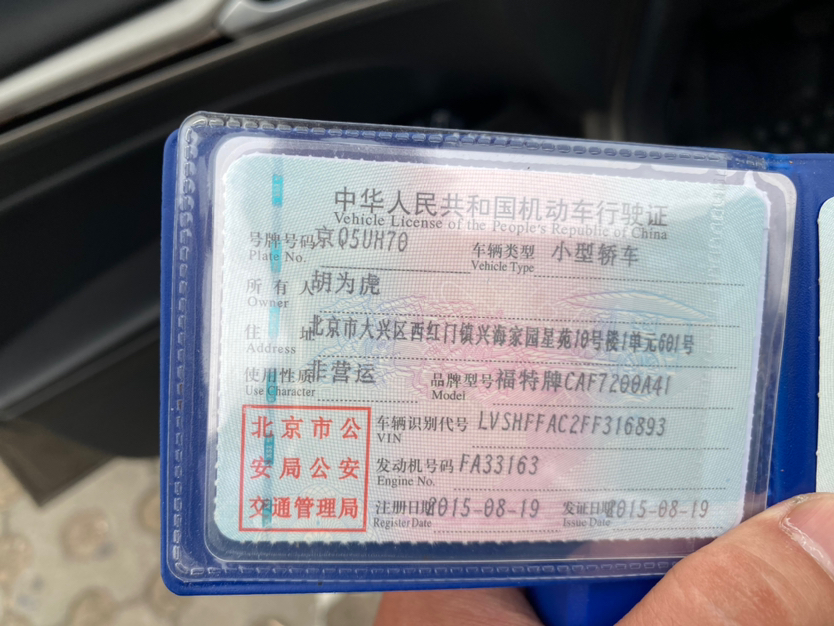 中华人民共和国机动车行驶证
Vehicle License of the People's Republic of China
号牌号码 京Q5UH70 车辆类型 小型轿车
Plate No. Vehicle Type
所有人 胡为虎
Owner
住址 北京市大兴区西红门镇兴海家园星苑10号楼1单元601号
Address
使用性质 非营运 品牌型号 福特牌CAF7200A41
Use Character Model
北京市公安局公安交通管理局
车辆识别代号 LVSHFFAC2FF316893
VIN
发动机号码 FA33163
Engine No.
注册日期 2015-08-19 发证日期 2015-08-19
Register Date Issue Date